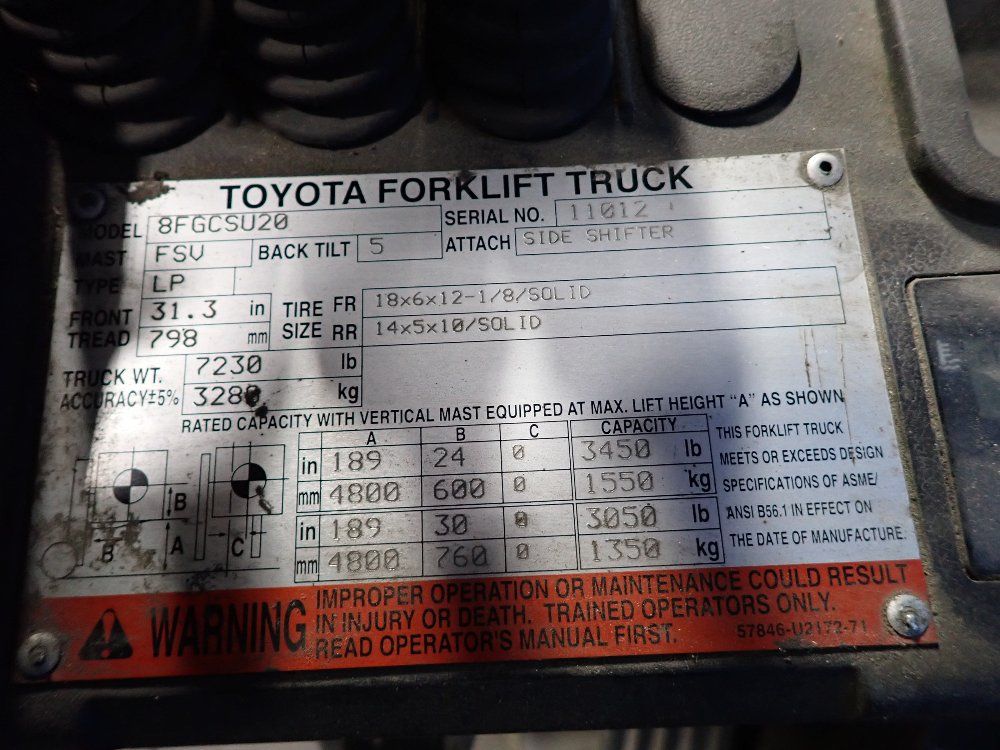 TOYOTA FORKLIFT TRUCK
MODEL 8FGCSU20 SERIAL NO. 11012
MAST FSV BACK TILT 5 ATTACH SIDE SHIFTER
TYPE LP
FRONT TREAD 31.3 in TIRE SIZE FR 18x6x12-1/8/SOLID
798 mm RR 14x5x10/SOLID
TRUCK WT. 7230 lb
ACCURACY±5% 3280 kg
RATED CAPACITY WITH VERTICAL MAST EQUIPPED AT MAX. LIFT HEIGHT "A" AS SHOWN
A B C CAPACITY
in 189 24 0 3450 lb
mm 4800 600 0 1550 kg
in 189 30 0 3050 lb
mm 4800 760 0 1350 kg
B
B A C
THIS FORKLIFT TRUCK
MEETS OR EXCEEDS DESIGN
SPECIFICATIONS OF ASME/
ANSI B56.1 IN EFFECT ON
THE DATE OF MANUFACTURE.
WARNING
IMPROPER OPERATION OR MAINTENANCE COULD RESULT
IN INJURY OR DEATH. TRAINED OPERATORS ONLY.
READ OPERATOR'S MANUAL FIRST.
57846-U2172-71
E